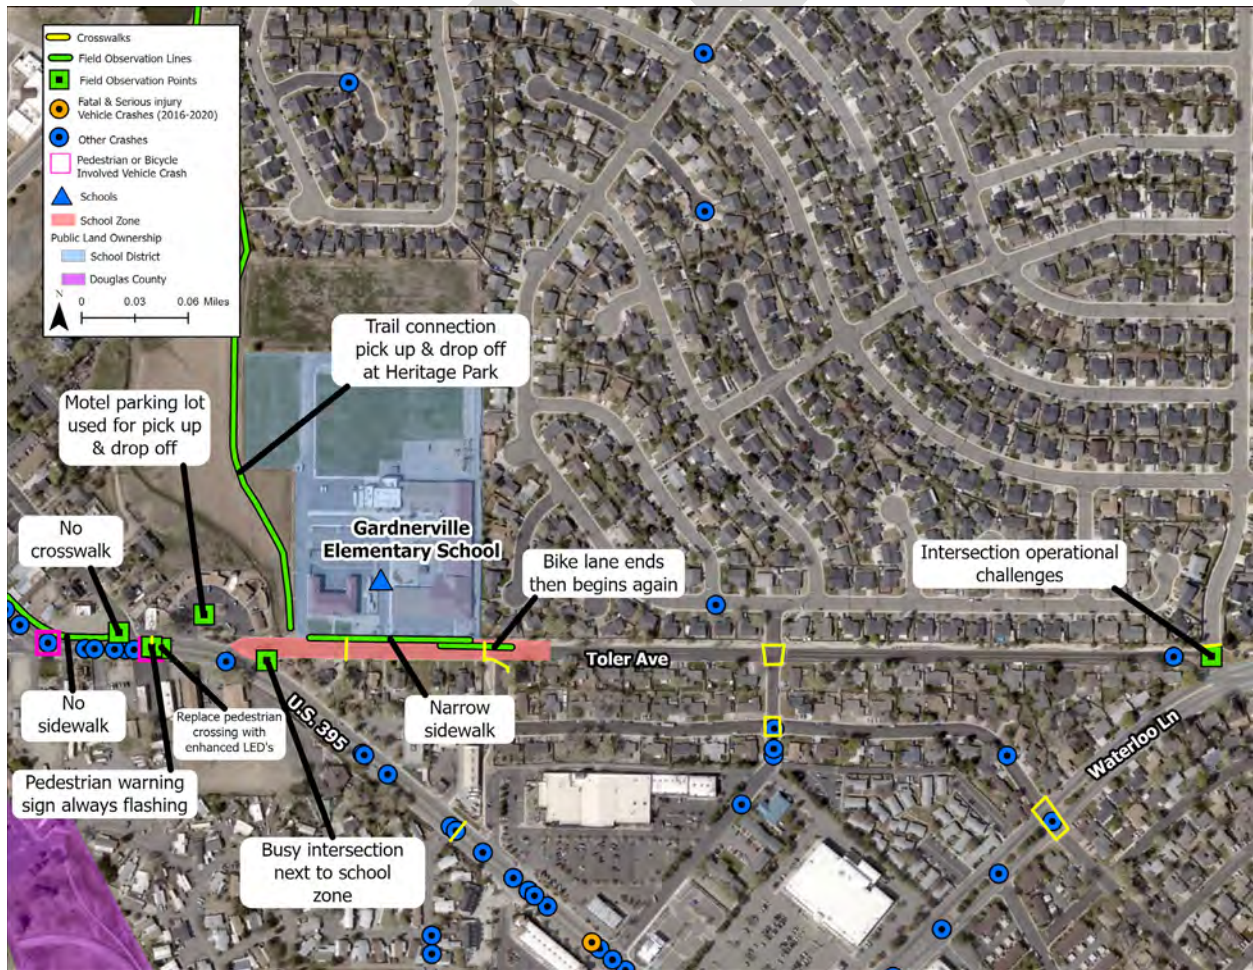 Crosswalks
Field Observation Lines
Field Observation Points
Fatal & Serious injury
Vehicle Crashes (2016-2020)
Other Crashes
Pedestrian or Bicycle
Involved Vehicle Crash
Schools
School Zone
Public Land Ownership
School District
Douglas County
N
0 0.03 0.06 Miles
Trail connection
pick up & drop off
at Heritage Park
Motel parking lot
used for pick up
& drop off
No
crosswalk
Gardnerville
Elementary School
Bike lane ends
then begins again
Intersection operational
challenges
Toler Ave
No
sidewalk
Replace pedestrian
crossing with
enhanced LED's
U.S. 395
Narrow
sidewalk
Waterloo Ln
Pedestrian warning
sign always flashing
Busy intersection
next to school
zone